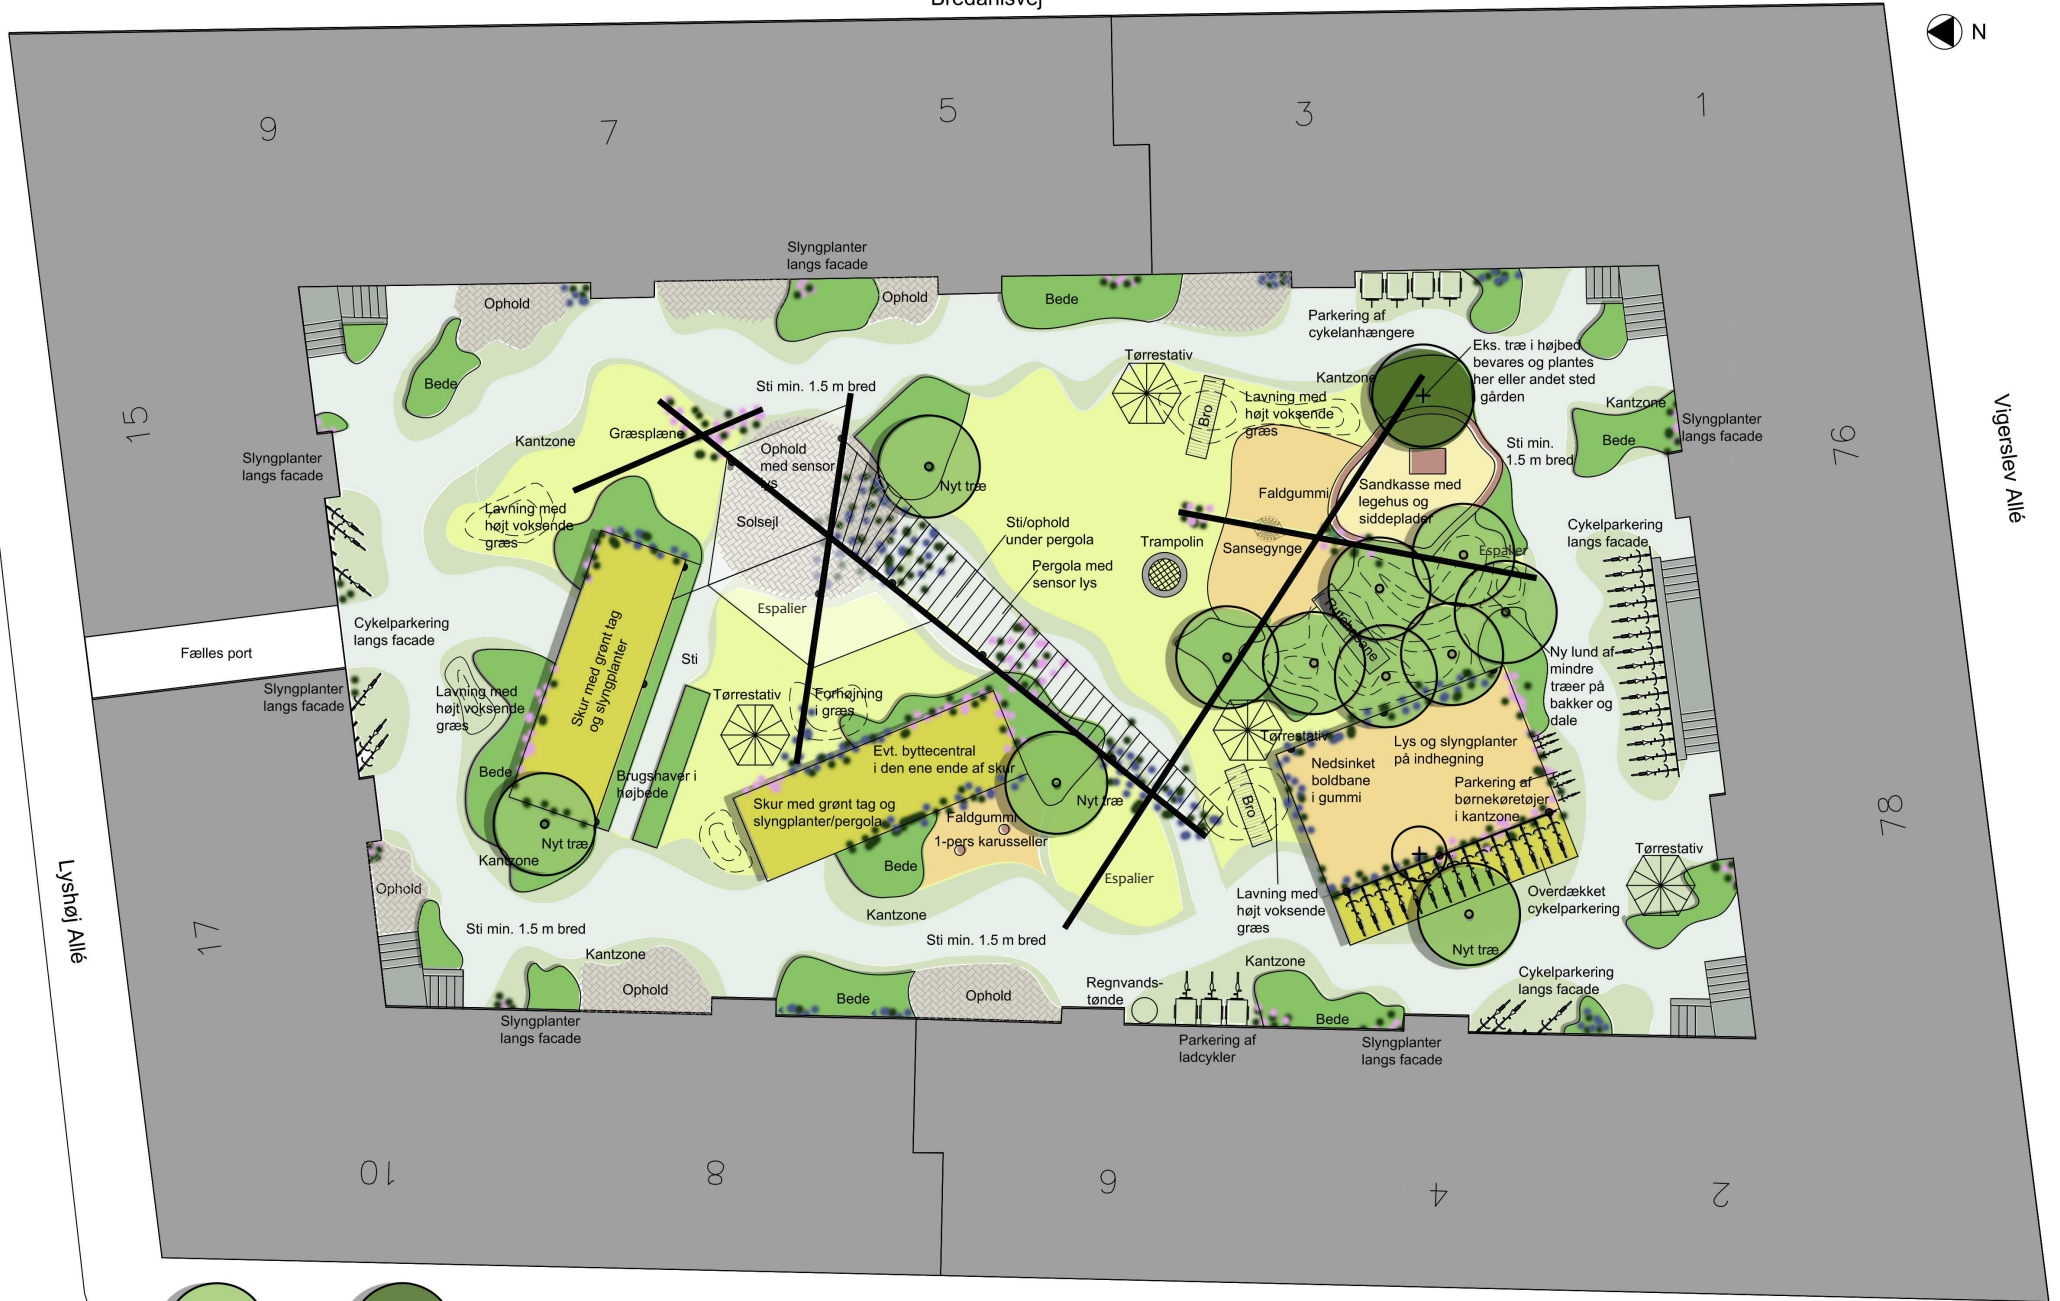 N
9
7
5
3
1
Slyngplanter
langs facade
Ophold
Ophold
Bede
Parkering af
cykelanhængere
Eks. træ i højbed
bevares og plantes
her eller andet sted
i gården
Tørrestativ
Kantzone
Bede
Sti min. 1.5 m bred
Bro
Lavning med
højt voksende
græs
Kantzone
Slyngplanter
langs facade
Bede
15
76
Vigerslev Allé
Græsplæne
Kantzone
Ophold
med sensor
lys
Sti min.
1.5 m bred
Slyngplanter
langs facade
Nyt træ
Faldgummi
Sandkasse med
legehus og
siddeplader
Lavning med
højt voksende
græs
Solsejl
Sti/ophold
under pergola
Trampolin
Sansegynge
Espalier
Cykelparkering
langs facade
Pergola med
sensor lys
Espalier
Cykelparkering
langs facade
Skur med grønt tag
og slyngplanter
Fælles port
Sti
Ny lund af
mindre
træer på
bakker og
dale
Slyngplanter
langs facade
Lavning med
højt voksende
græs
Tørrestativ
Forhøjning
i græs
Tørrestativ
Lys og slyngplanter
på indhegning
Evt. byttecentral
i den ene ende af skur
Nedsinket
boldbane
i gummi
Bede
Brugshaver i
højbede
Parkering af
børnekøretøjer
i kantzone
Skur med grønt tag og
slyngplanter/pergola
Nyt træ
Bro
78
Faldgummi
1-pers karusseller
Nyt træ
Kantzone
Tørrestativ
Bede
Espalier
Ophold
Lavning med
højt voksende
græs
Overdækket
cykelparkering
Kantzone
Lyshøj Allé
17
Sti min. 1.5 m bred
Sti min. 1.5 m bred
Nyt træ
Kantzone
Kantzone
Cykelparkering
langs facade
Ophold
Bede
Ophold
Regnvands-
tønde
Bede
Slyngplanter
langs facade
Parkering af
ladcykler
Slyngplanter
langs facade
10
8
6
4
2